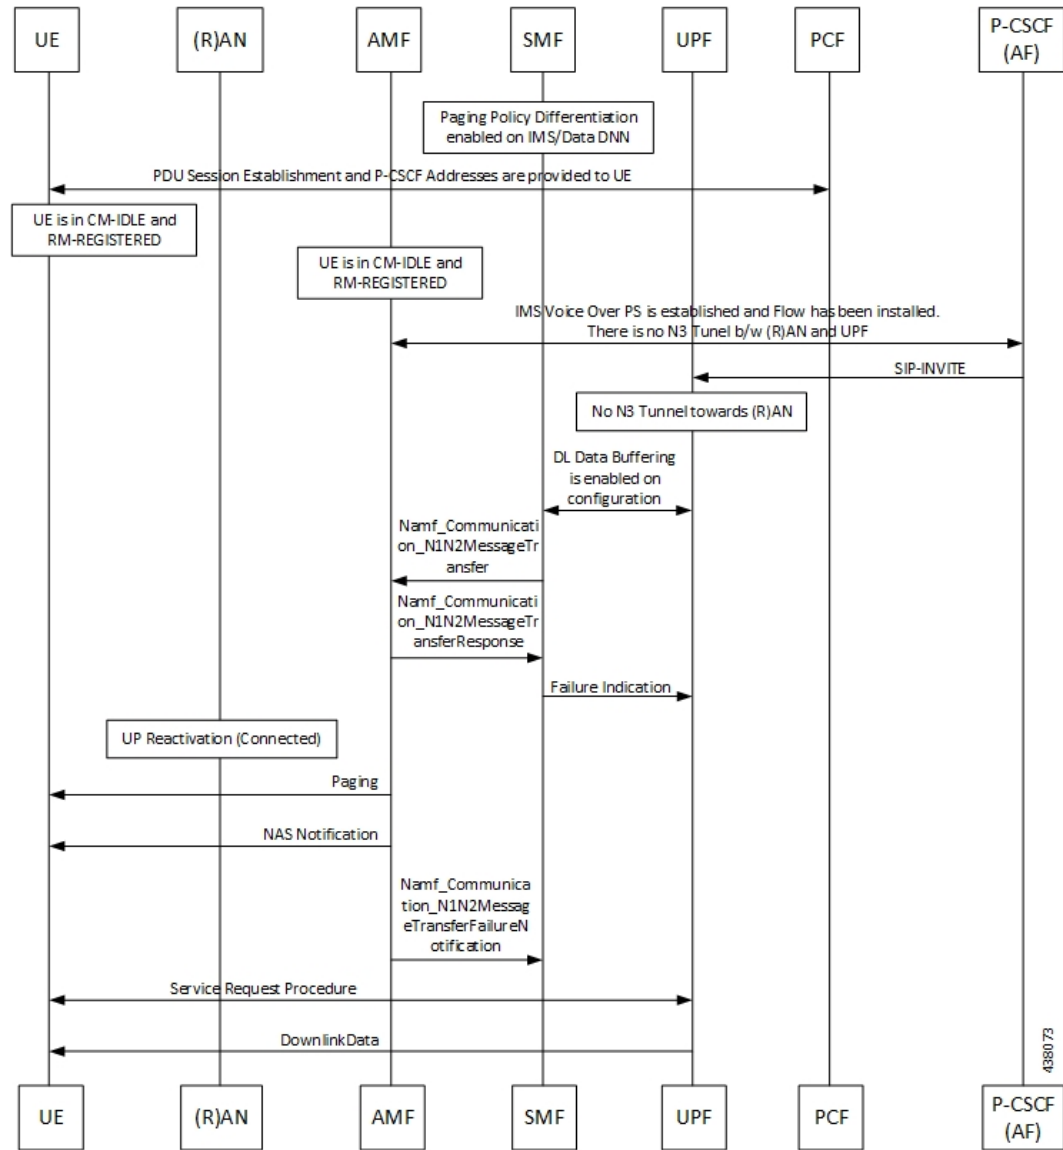 UE
(R)AN
AMF
SMF
UPF
PCF
P-CSCF
(AF)
Paging Policy Differentiation
enabled on IMS/Data DNN
PDU Session Establishment and P-CSCF Addresses are provided to UE
UE is in CM-IDLE and
RM-REGISTERED
UE is in CM-IDLE and
RM-REGISTERED
IMS Voice Over PS is established and Flow has been installed.
There is no N3 Tunel b/w (R)AN and UPF
SIP-INVITE
No N3 Tunnel towards (R)AN
DL Data Buffering
is enabled on
configuration
Namf_Communicati
on_N1N2MessageTr
ansfer
Namf_Communicati
on_N1N2MessageTr
ansferResponse
Failure Indication
UP Reactivation (Connected)
Paging
NAS Notification
Namf_Communica
tion_N1N2Messag
eTransferFailureN
otification
Service Request Procedure
DownlinkData
438073
UE
(R)AN
AMF
SMF
UPF
PCF
P-CSCF
(AF)